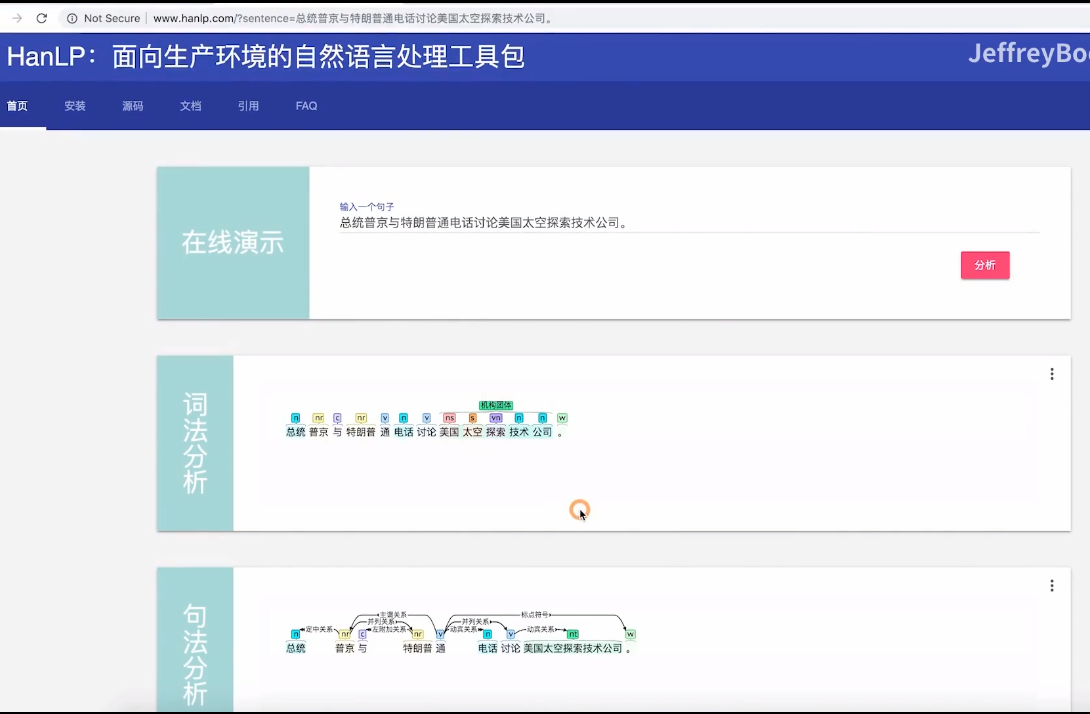 Not Secure | www.hanlp.com/?sentence=总统普京与特朗普通电话讨论美国太空探索技术公司。
HanLP：面向生产环境的自然语言处理工具包
JeffreyBo
首页 安装 源码 文档 引用 FAQ
在线演示
输入一个句子
总统普京与特朗普通电话讨论美国太空探索技术公司。
分析
词法分析
机构团体
n nr c nr v n v ns s vn n n w
总统 普京 与 特朗普 通 电话 讨论 美国 太空 探索 技术 公司 。
句法分析
主谓关系 标点符号
并列关系 并列关系
定中关系 左附加关系 动宾关系 动宾关系
n nr c nr v n v nt w
总统 普京 与 特朗普 通 电话 讨论 美国太空探索技术公司 。